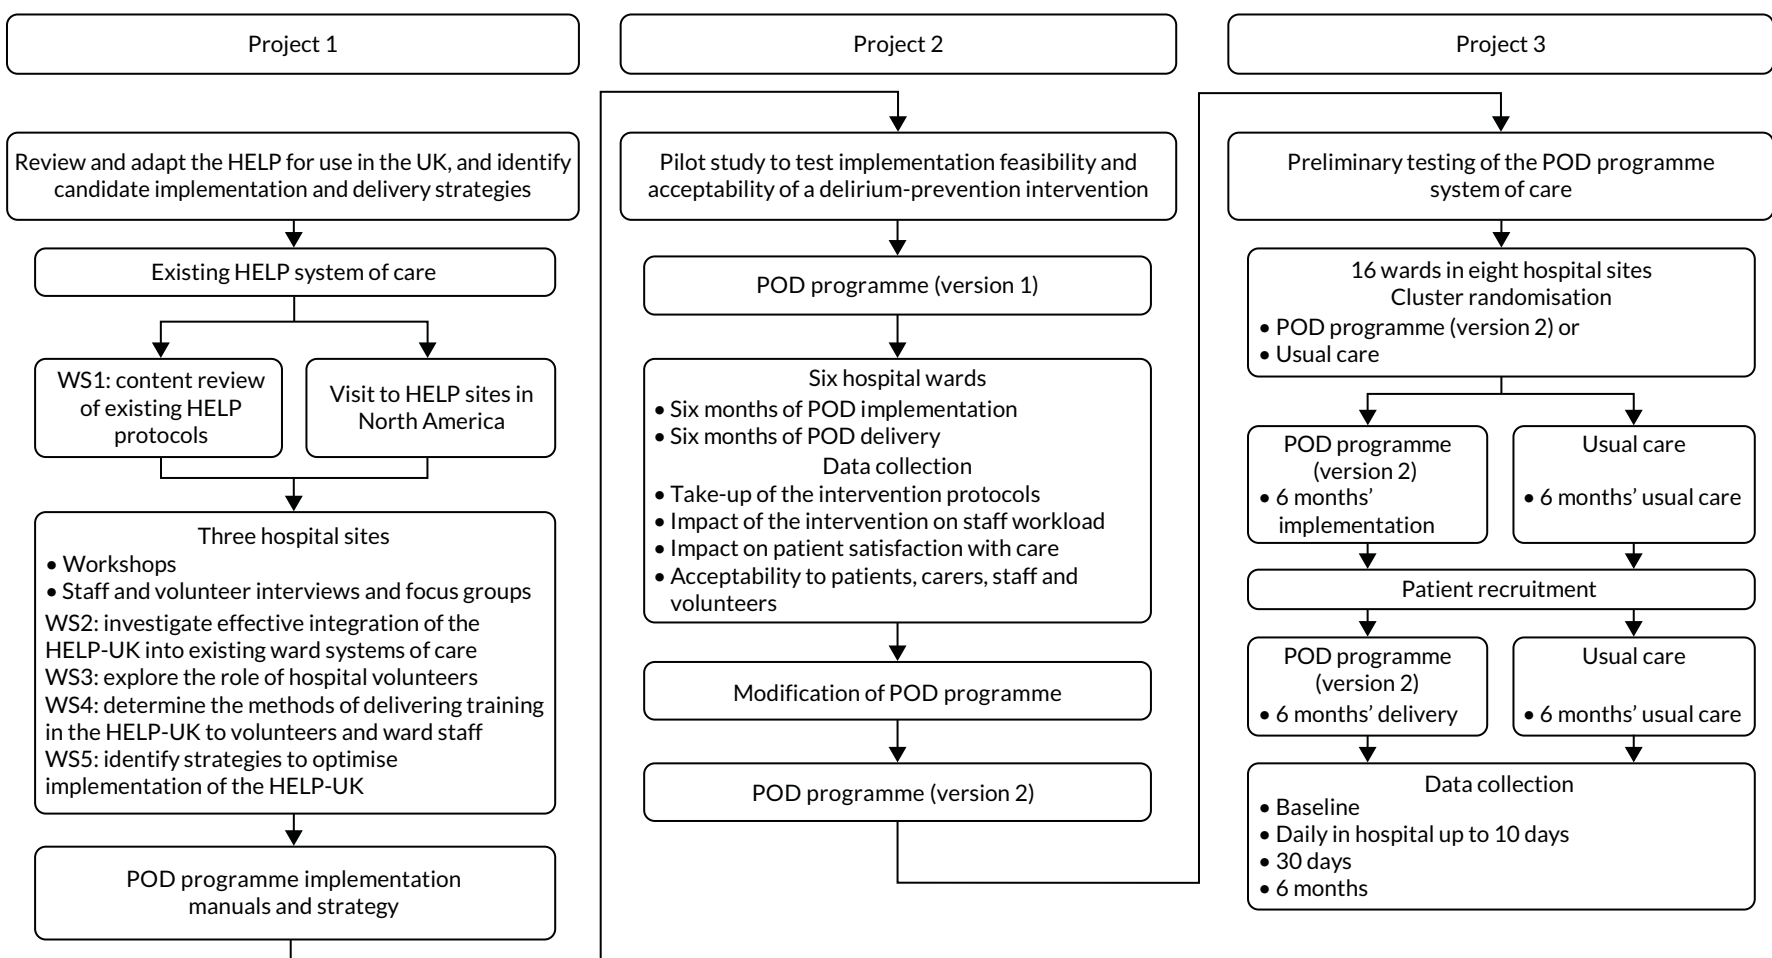 Project 1
Review and adapt the HELP for use in the UK, and identify
candidate implementation and delivery strategies
Existing HELP system of care
WS1: content review
of existing HELP
protocols
Visit to HELP sites in
North America
Three hospital sites
• Workshops
• Staff and volunteer interviews and focus groups
WS2: investigate effective integration of the
HELP-UK into existing ward systems of care
WS3: explore the role of hospital volunteers
WS4: determine the methods of delivering training
in the HELP-UK to volunteers and ward staff
WS5: identify strategies to optimise
implementation of the HELP-UK
POD programme implementation
manuals and strategy
Project 2
Pilot study to test implementation feasibility and
acceptability of a delirium-prevention intervention
POD programme (version 1)
Six hospital wards
• Six months of POD implementation
• Six months of POD delivery
Data collection
• Take-up of the intervention protocols
• Impact of the intervention on staff workload
• Impact on patient satisfaction with care
• Acceptability to patients, carers, staff and
volunteers
Modification of POD programme
POD programme (version 2)
Project 3
Preliminary testing of the POD programme
system of care
16 wards in eight hospital sites
Cluster randomisation
• POD programme (version 2) or
• Usual care
POD programme
(version 2)
• 6 months’
implementation
Usual care
• 6 months’ usual care
Patient recruitment
POD programme
(version 2)
• 6 months’ delivery
Usual care
• 6 months’ usual care
Data collection
• Baseline
• Daily in hospital up to 10 days
• 30 days
• 6 months